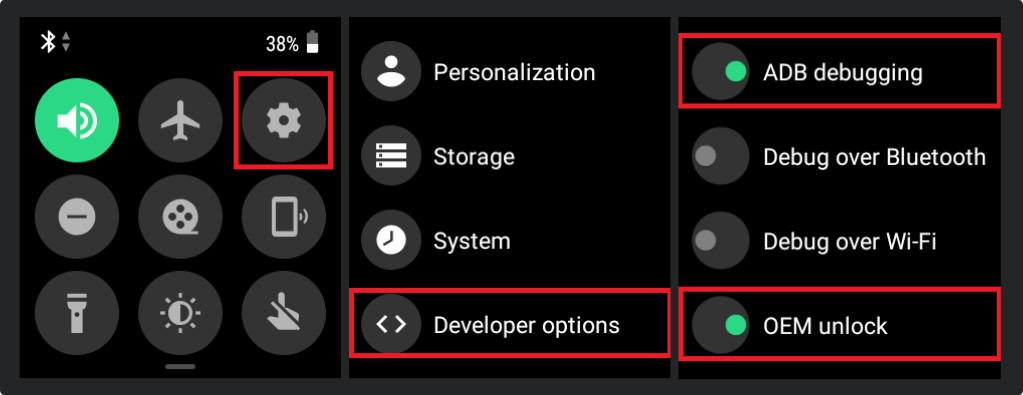 38%
Personalization
Storage
System
Developer options
ADB debugging
Debug over Bluetooth
Debug over Wi-Fi
OEM unlock